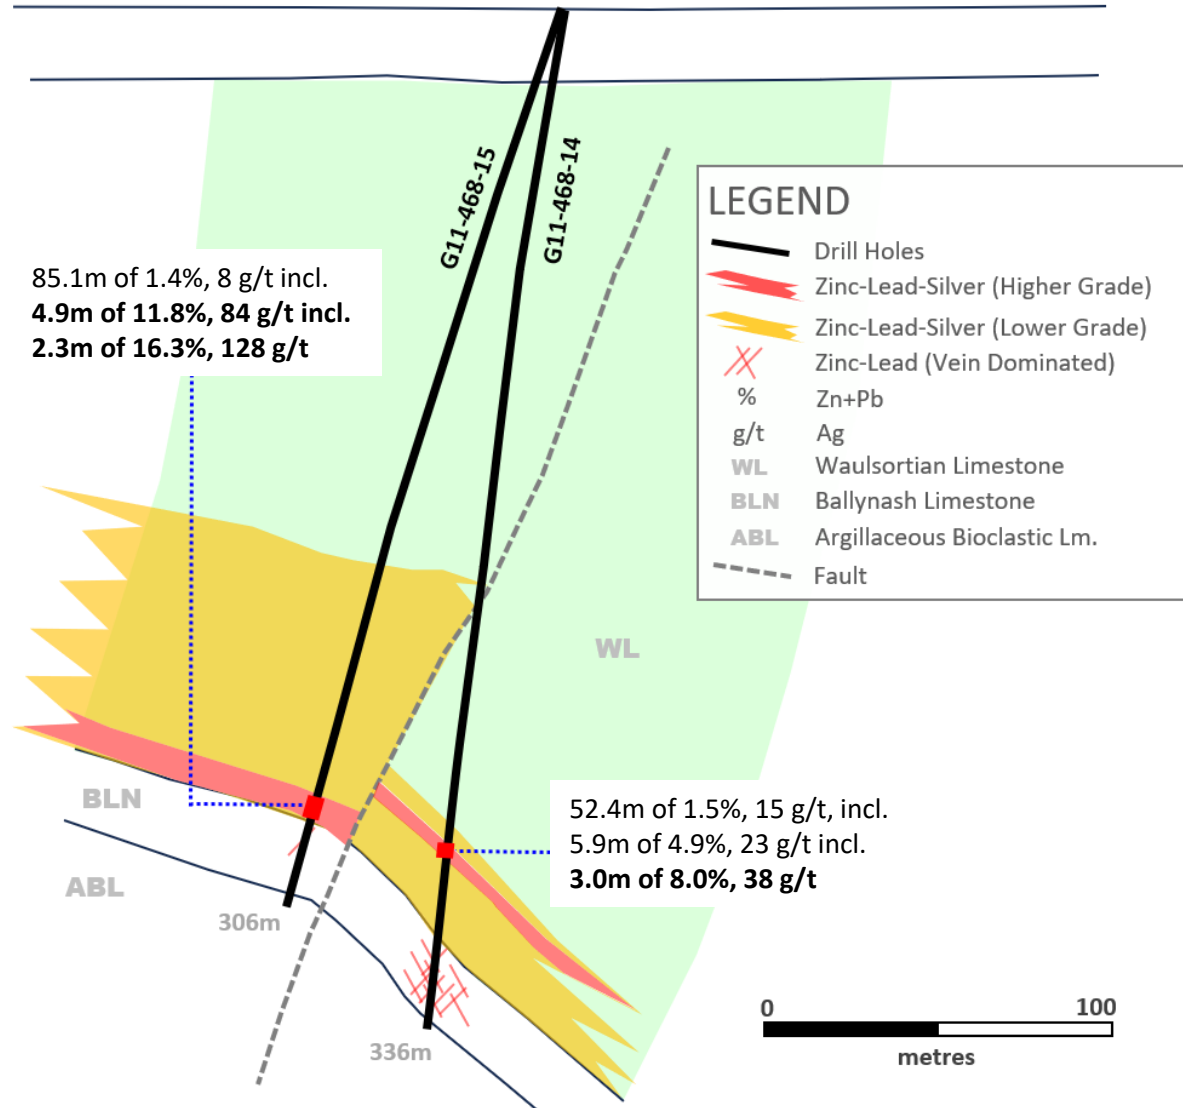 G11-468-15
G11-468-14
85.1m of 1.4%, 8 g/t incl.
4.9m of 11.8%, 84 g/t incl.
2.3m of 16.3%, 128 g/t
LEGEND
Drill Holes
Zinc-Lead-Silver (Higher Grade)
Zinc-Lead-Silver (Lower Grade)
Zinc-Lead (Vein Dominated)
% Zn+Pb
g/t Ag
WL Waulsortian Limestone
BLN Ballynash Limestone
ABL Argillaceous Bioclastic Lm.
Fault
WL
BLN
ABL
52.4m of 1.5%, 15 g/t, incl.
5.9m of 4.9%, 23 g/t incl.
3.0m of 8.0%, 38 g/t
306m
336m
0 100
metres